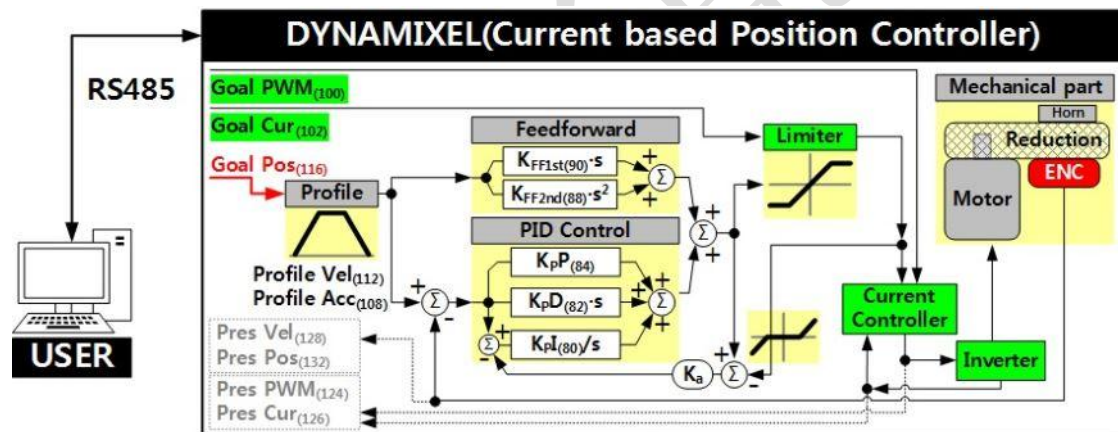 DYNAMIXEL(Current based Position Controller)
RS485
Goal PWM(100)
Goal Cur(102)
Goal Pos(116)
Profile
Profile Vel(112)
Profile Acc(108)
Feedforward
KFF1st(90)·s
KFF2nd(88)·s²
+
+
Σ
PID Control
KPP(84)
KPD(82)·s
KPI(80)/s
+
-
Σ
+
-
Σ
+
+
+
Σ
+
+
Σ
Limiter
Ka
+
-
Σ
Mechanical part
Horn
Reduction
ENC
Motor
Current
Controller
Inverter
Pres Vel(128)
Pres Pos(132)
Pres PWM(124)
Pres Cur(126)
USER